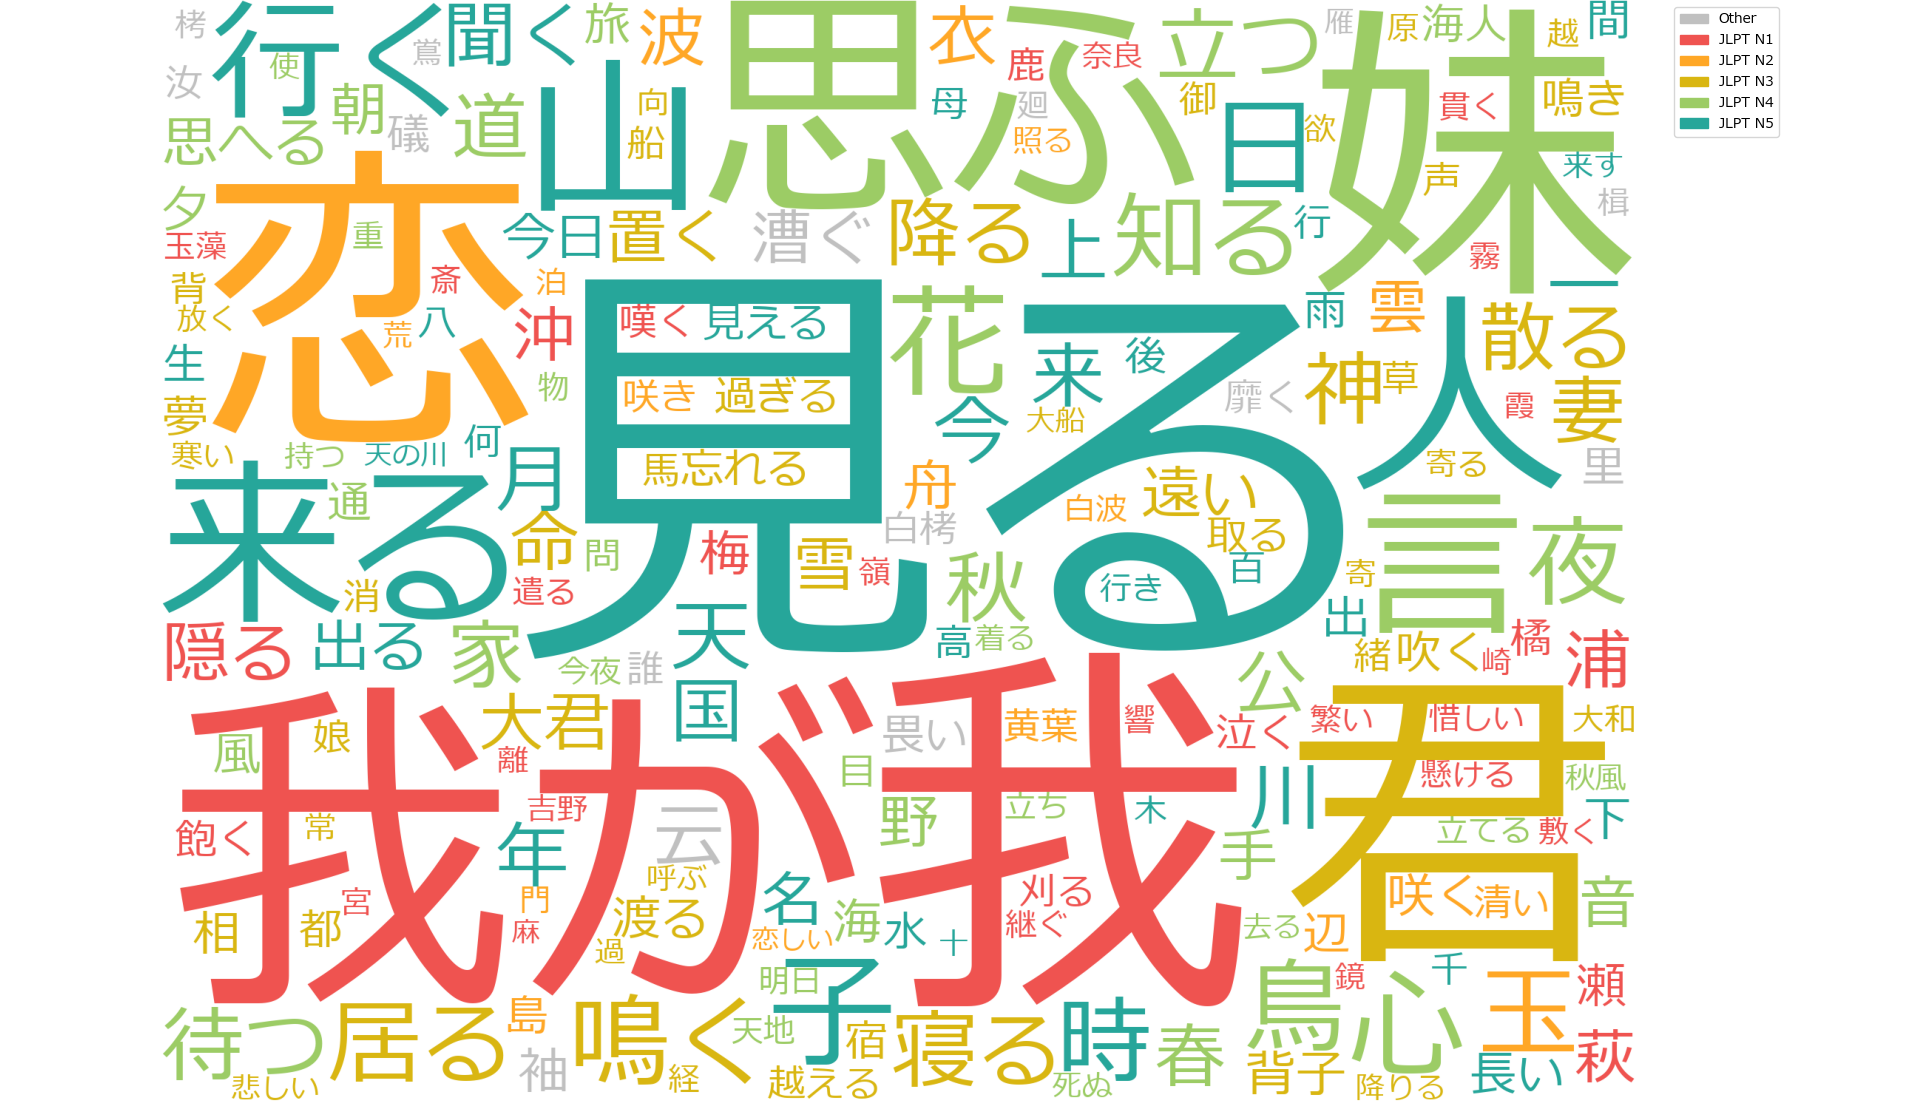 栲
行く
聞く
旅
波
思ふ
衣
鹿
奈良
立つ
雁
妹
原
海人
越
間
汝
使
鶯
朝
礒
道
山
向
船
母
廻
照る
御
日
欲
貫く
鳴き
思へる
声
来す
楫
夕
恋
重
今日
置く
漕ぐ
降る
上
知る
行
霧
一
玉藻
背
斎
泊
放く
荒
八
沖
見る
嘆く
見える
花
来
後
雨
雲
人
散る
生
物
咲き
過ぎる
今
大船
靡く
神
草
霞
妻
夢
寒い
持つ
天の川
何
月
馬
忘れる
舟
白波
遠い
取る
寄る
里
来る
通
命
問
梅
雪
嶺
白栲
秋
行き
百
寄
言
夜
消
遣る
隠る
出る
家
今夜
誰
天
高
着る
出
緒
吹く
崎
橘
浦
我が
我
国
公
君
風
娘
大君
離
畏い
黄葉
響
泣く
繁い
惜しい
大和
目
懸ける
秋風
飽く
常
吉野
年
云
野
立ち
木
川
手
立てる
敷く
下
宮
門
呼ぶ
名
刈る
咲く
清い
音
相
都
麻
過
渡る
恋しい
海
水
十
継ぐ
去る
辺
待つ
居る
島
鳴く
明日
子
天地
宿
寝る
時
春
鳥
鏡
心
千
玉
瀬
悲しい
袖
経
越える
死ぬ
背子
降りる
長い
萩
Other
JLPT N1
JLPT N2
JLPT N3
JLPT N4
JLPT N5